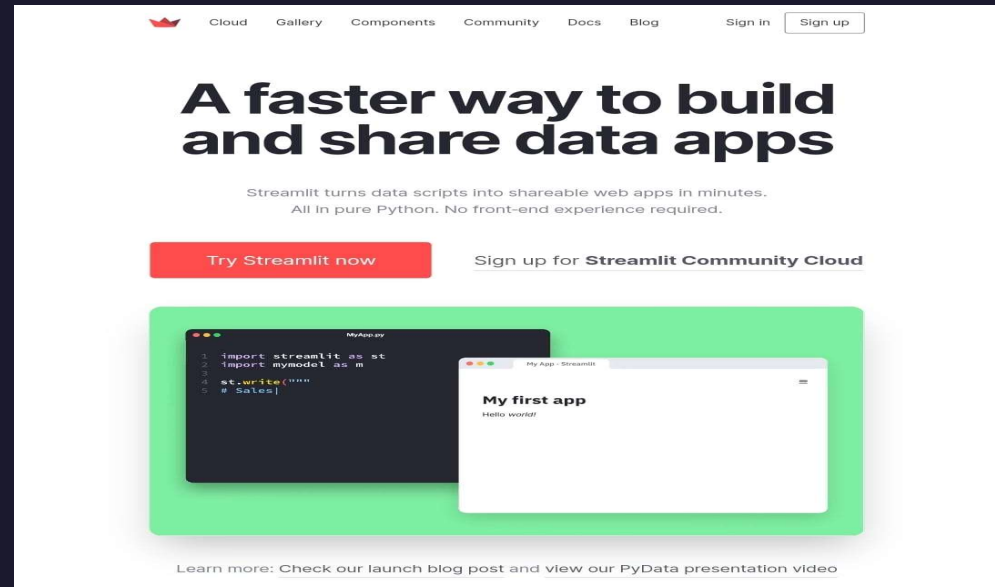 Cloud Gallery Components Community Docs Blog Sign in Sign up
A faster way to build
and share data apps
Streamlit turns data scripts into shareable web apps in minutes.
All in pure Python. No front-end experience required.
Try Streamlit now
Sign up for Streamlit Community Cloud
MyApp.py
1 import streamlit as st
2 import mymodel as m
3
4 st.write("""
5 # Sales|
My App - Streamlit
My first app
Hello world!
Learn more: Check our launch blog post and view our PyData presentation video